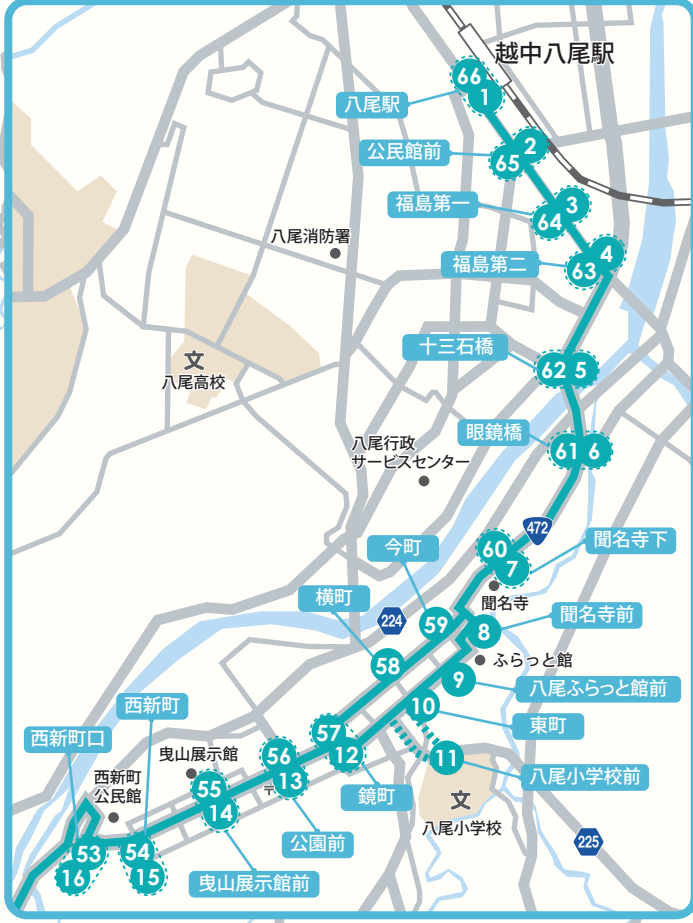 越中八尾駅
66
1
八尾駅
2
公民館前
65
3
福島第一
64
八尾消防署
4
福島第二
63
十三石橋
62
5
文
八尾高校
眼鏡橋
61
6
八尾行政
サービスセンター
472
今町
60
7
聞名寺下
聞名寺
横町
224
59
8
聞名寺前
58
ふらっと館
9
八尾ふらっと館前
西新町
10
東町
西新町口
57
12
曳山展示館
56
11
八尾小学校前
西新町
公民館
55
13
〒
鏡町
14
文
八尾小学校
公園前
225
53
54
16
15
曳山展示館前